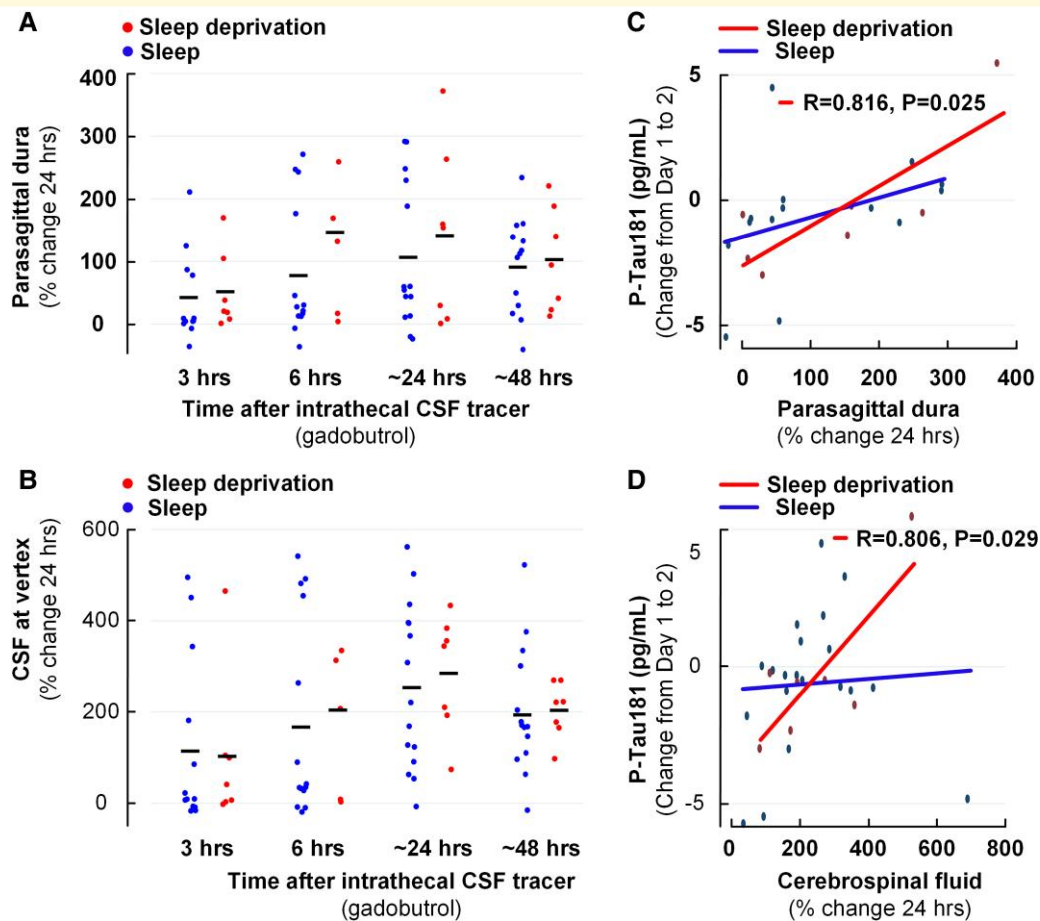 A
Sleep deprivation
Sleep
400
300
200
100
0
Parasagittal dura
(% change 24 hrs)
3 hrs 6 hrs ~24 hrs ~48 hrs
Time after intrathecal CSF tracer
(gadobutrol)
B
Sleep deprivation
Sleep
600
400
200
0
CSF at vertex
(% change 24 hrs)
3 hrs 6 hrs ~24 hrs ~48 hrs
Time after intrathecal CSF tracer
(gadobutrol)
C
Sleep deprivation
Sleep
R=0.816, P=0.025
5
0
-5
P-Tau181 (pg/mL)
(Change from Day 1 to 2)
0 100 200 300 400
Parasagittal dura
(% change 24 hrs)
D
Sleep deprivation
Sleep
R=0.806, P=0.029
5
0
-5
P-Tau181 (pg/mL)
(Change from Day 1 to 2)
0 200 400 600 800
Cerebrospinal fluid
(% change 24 hrs)